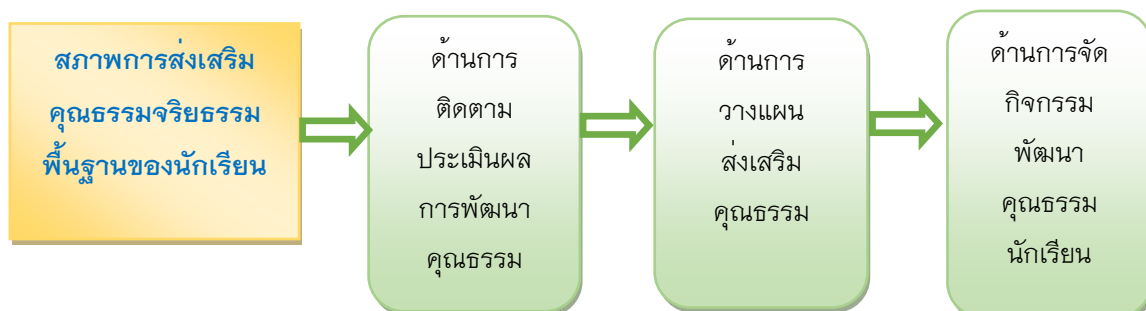 สภาพการส่งเสริม
คุณธรรมจริยธรรม
พื้นฐานของนักเรียน
ด้านการ
ติดตาม
ประเมินผล
การพัฒนา
คุณธรรม
ด้านการ
วางแผน
ส่งเสริม
คุณธรรม
ด้านการจัด
กิจกรรม
พัฒนา
คุณธรรม
นักเรียน